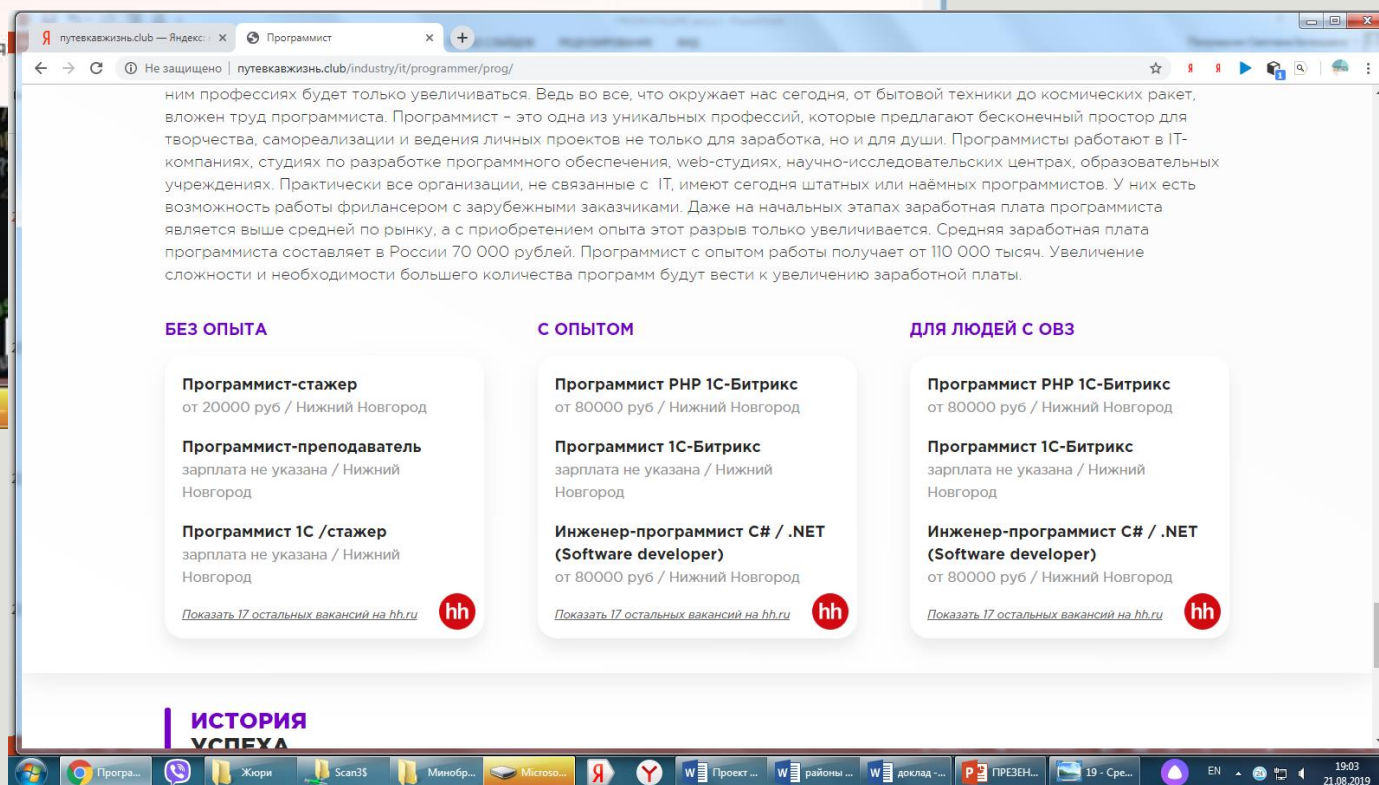 путевкавжизнь.club — Яндекс:
Программист
Не защищено | путевкавжизнь.club/industry/it/programmer/prog/
ним профессиях будет только увеличиваться. Ведь во все, что окружает нас сегодня, от бытовой техники до космических ракет,
вложен труд программиста. Программист – это одна из уникальных профессий, которые предлагают бесконечный простор для
творчества, самореализации и ведения личных проектов не только для заработка, но и для души. Программисты работают в IT-
компаниях, студиях по разработке программного обеспечения, web-студиях, научно-исследовательских центрах, образовательных
учреждениях. Практически все организации, не связанные с IT, имеют сегодня штатных или наёмных программистов. У них есть
возможность работы фрилансером с зарубежными заказчиками. Даже на начальных этапах заработная плата программиста
является выше средней по рынку, а с приобретением опыта этот разрыв только увеличивается. Средняя заработная плата
программиста составляет в России 70 000 рублей. Программист с опытом работы получает от 110 000 тысяч. Увеличение
сложности и необходимости большего количества программ будут вести к увеличению заработной платы.
БЕЗ ОПЫТА
Программист-стажер
от 20000 руб / Нижний Новгород
Программист-преподаватель
зарплата не указана / Нижний
Новгород
Программист 1С /стажер
зарплата не указана / Нижний
Новгород
Показать 17 остальных вакансий на hh.ru
hh
С ОПЫТОМ
Программист PHP 1С-Битрикс
от 80000 руб / Нижний Новгород
Программист 1С-Битрикс
зарплата не указана / Нижний
Новгород
Инженер-программист C# / .NET
(Software developer)
от 80000 руб / Нижний Новгород
Показать 17 остальных вакансий на hh.ru
hh
ДЛЯ ЛЮДЕЙ С ОВЗ
Программист PHP 1С-Битрикс
от 80000 руб / Нижний Новгород
Программист 1С-Битрикс
зарплата не указана / Нижний
Новгород
Инженер-программист C# / .NET
(Software developer)
от 80000 руб / Нижний Новгород
Показать 17 остальных вакансий на hh.ru
hh
ИСТОРИЯ
УСПЕХА
Програ...
Жюри
Scan3$
Минобр...
Microso...
Проект ...
районы ...
доклад -...
ПРЕЗЕН...
19 - Сре...
EN
19:03
21.08.2019